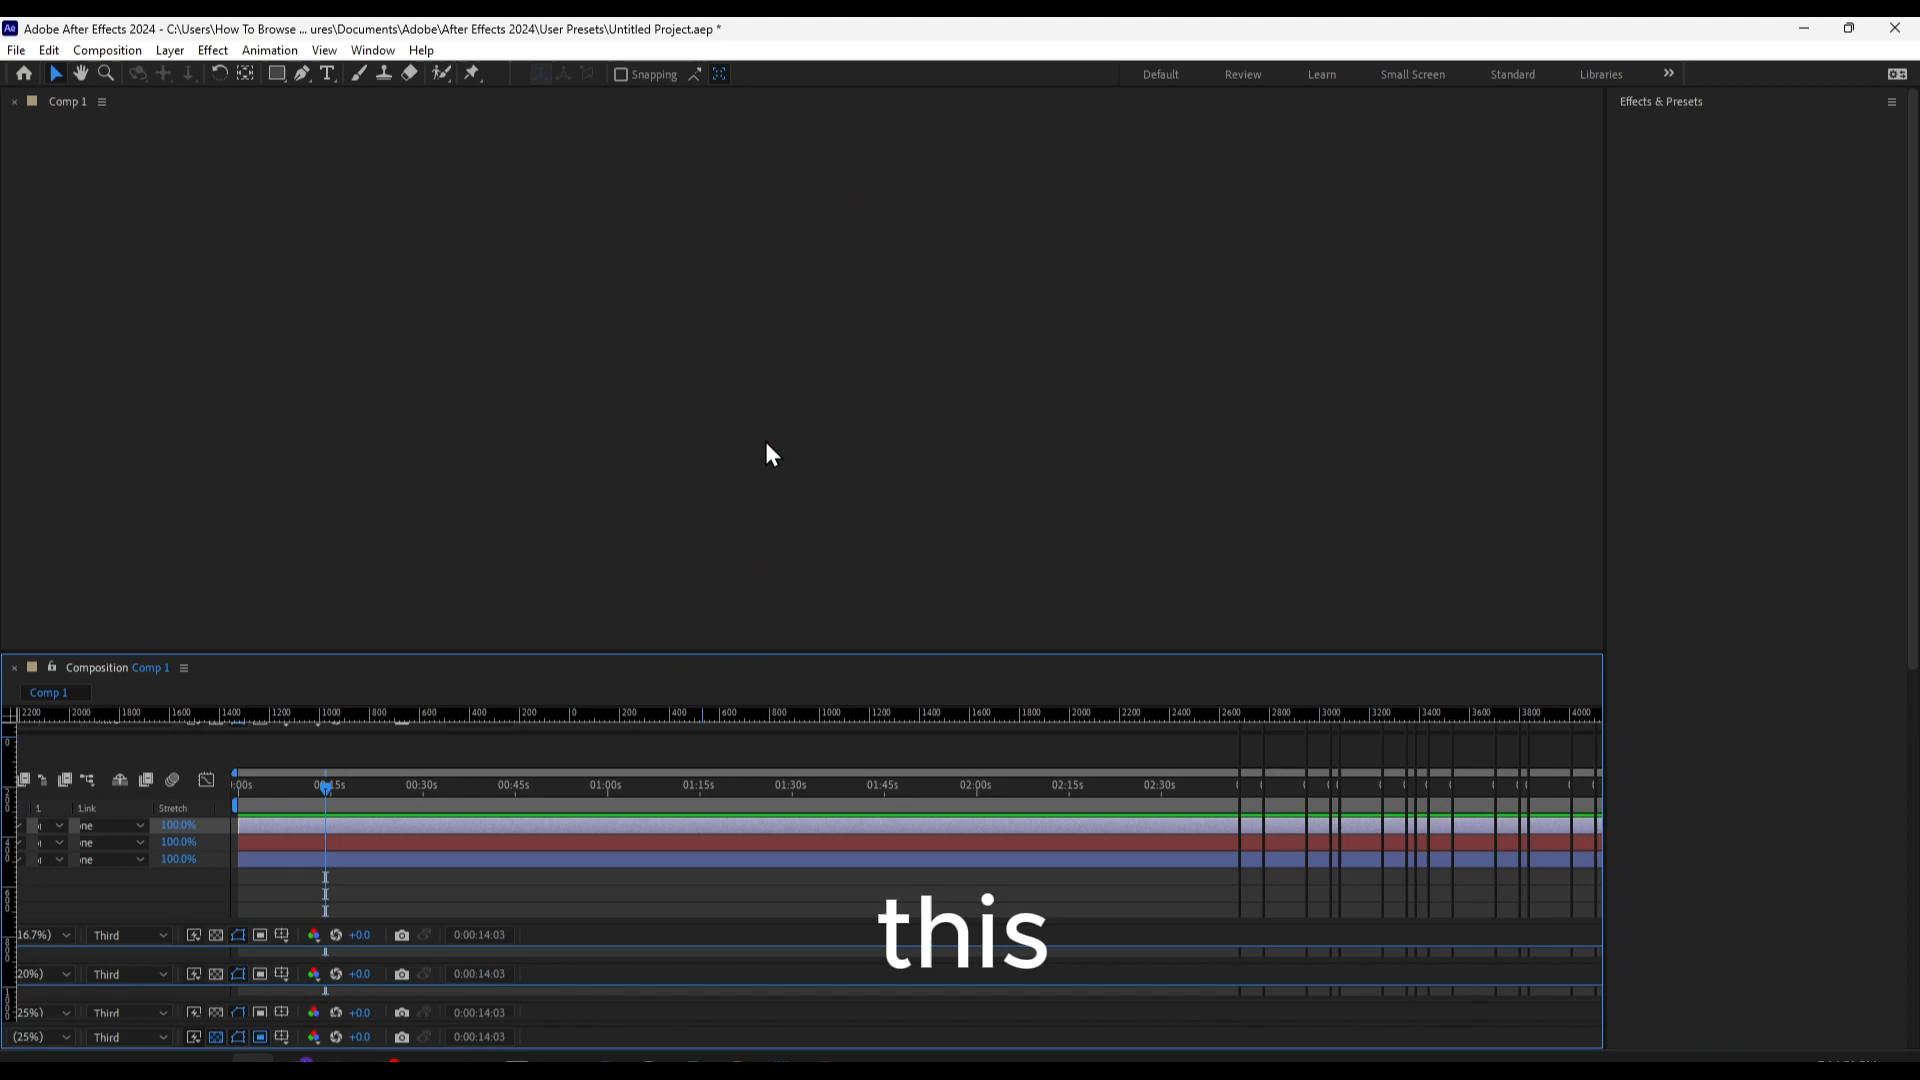 Adobe After Effects 2024 - C:\Users\How To Browse ... ures\Documents\Adobe\After Effects 2024\User Presets\Untitled Project.aep *
File Edit Composition Layer Effect Animation View Window Help
Snapping Default Review Learn Small Screen Standard Libraries
Comp 1
Effects & Presets
Composition Comp 1
Comp 1
2200 2000 1800 1600 1400 1200 1000 800 600 400 200 0 200 400 600 800 1000 1200 1400 1600 1800 2000 2200 2400 2600 2800 3000 3200 3400 3600 3800 4000
00:30s 00:45s 01:00s 01:15s 01:30s 01:45s 02:00s 02:15s 02:30s
Stretch
100.0%
100.0%
100.0%
this
16.7%) Third +0.0 0:00:14:03
20%) Third +0.0 0:00:14:03
25%) Third +0.0 0:00:14:03
(25%) Third +0.0 0:00:14:03